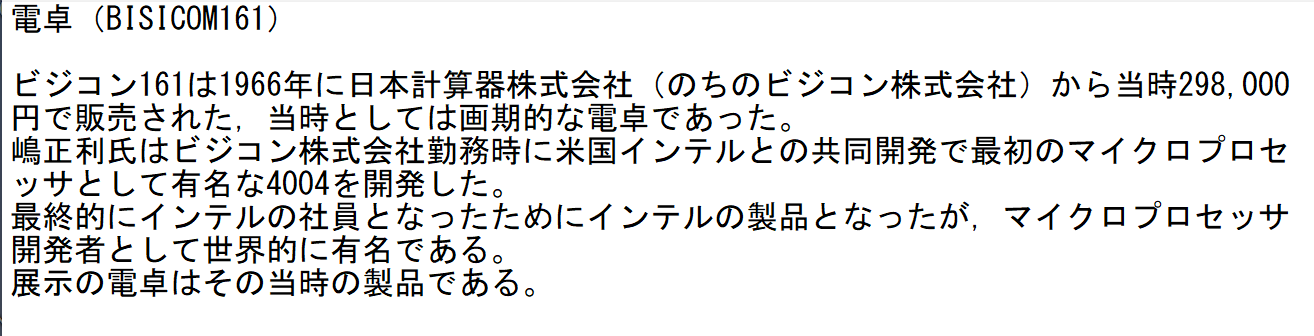 電卓（BISICOM161）
ビジコン161は1966年に日本計算器株式会社（のちのビジコン株式会社）から当時298,000
円で販売された，当時としては画期的な電卓であった。
嶋正利氏はビジコン株式会社勤務時に米国インテルとの共同開発で最初のマイクロプロセ
ッサとして有名な4004を開発した。
最終的にインテルの社員となったためにインテルの製品となったが，マイクロプロセッサ
開発者として世界的に有名である。
展示の電卓はその当時の製品である。